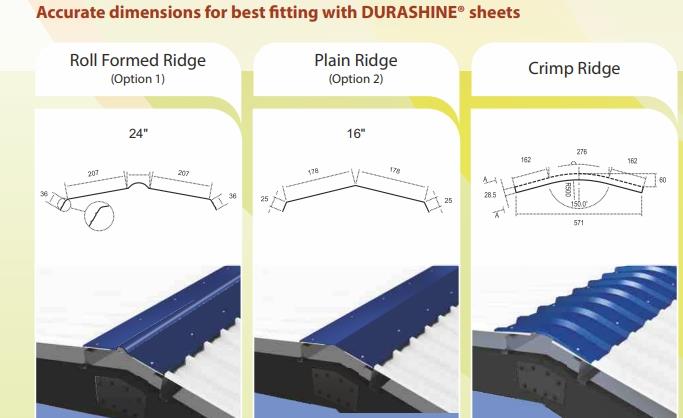 Accurate dimensions for best fitting with DURASHINE® sheets
Roll Formed Ridge
(Option 1)
24"
207
207
36
36
Plain Ridge
(Option 2)
16"
178
178
25
25
Crimp Ridge
276
162
162
A
28.5
A
R500
150.0°
60
571